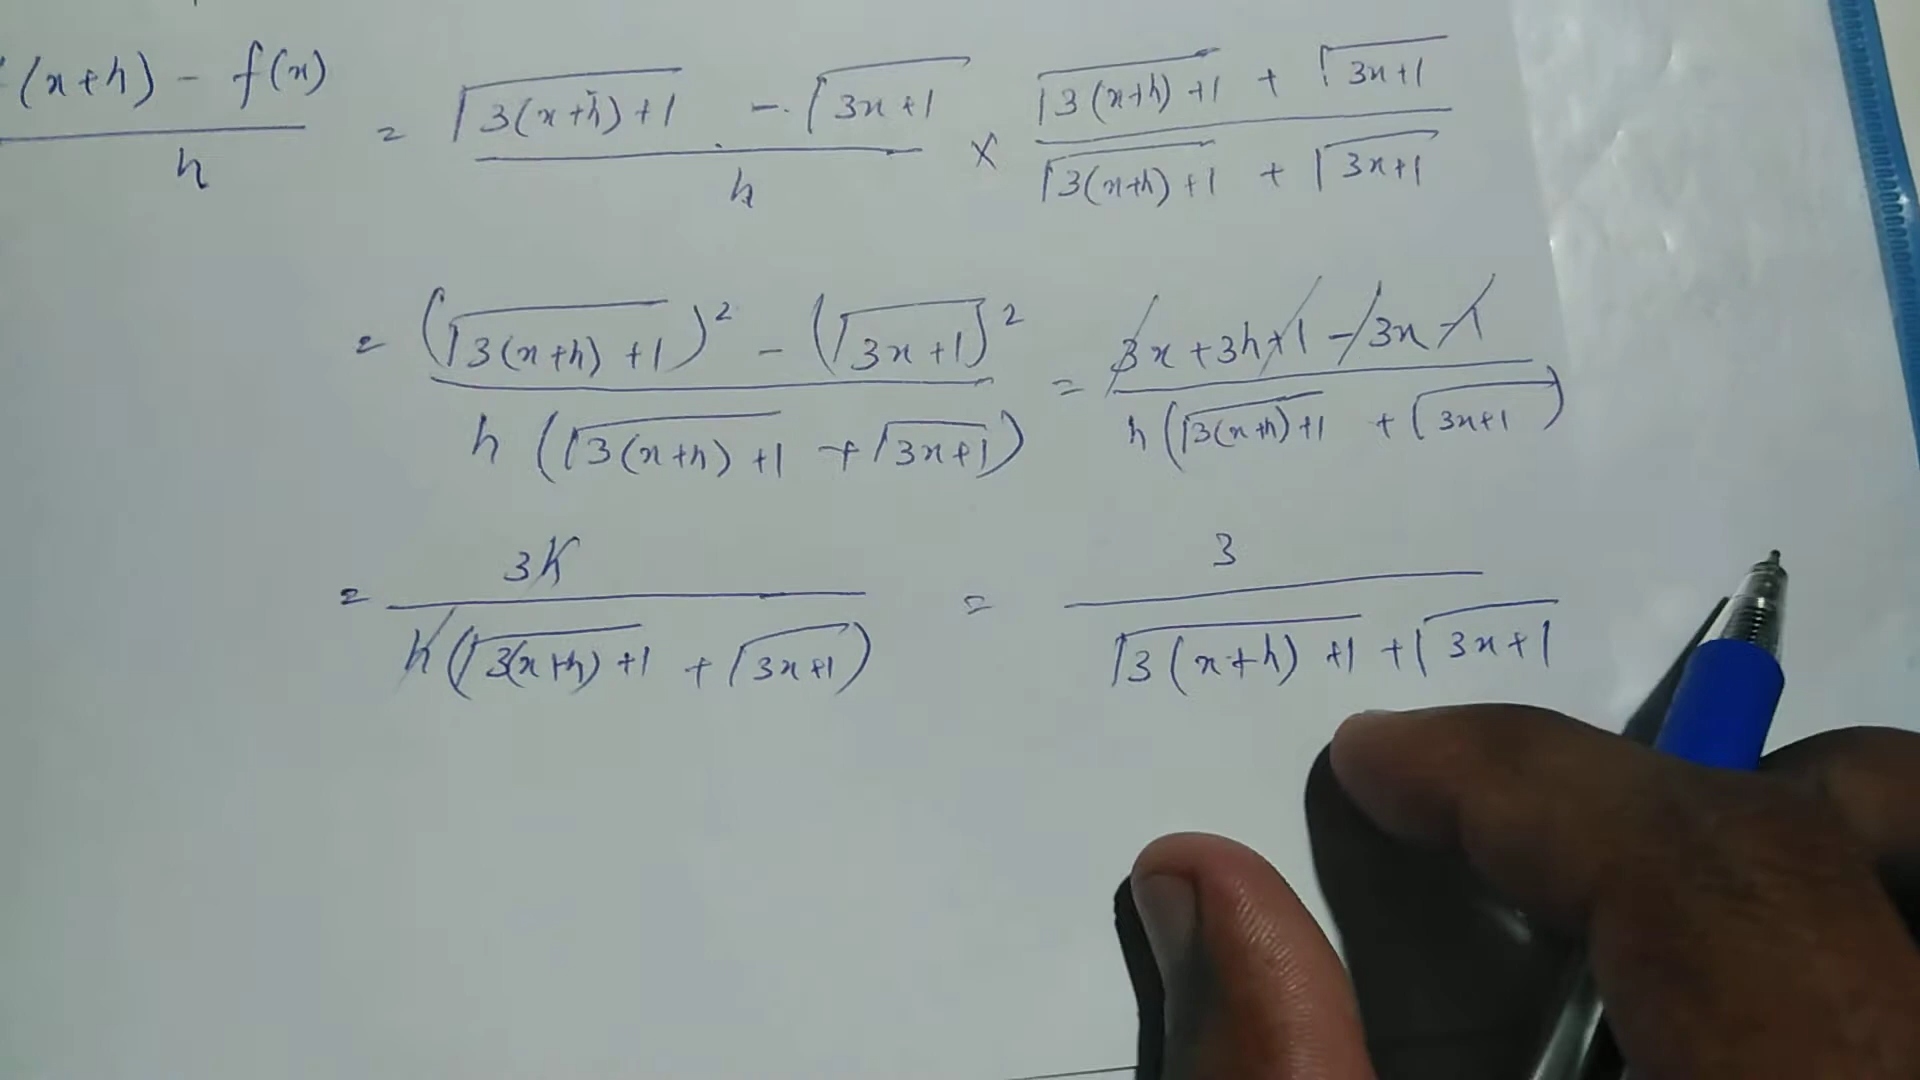 (x+h) - f(x) / h = √(3(x+h)+1) - √(3x+1) / h × √(3(x+h)+1) + √(3x+1) / √(3(x+h)+1) + √(3x+1)
= (√(3(x+h)+1))² - (√(3x+1))² / h(√(3(x+h)+1) + √(3x+1)) = 3x+3h+1-3x-1 / h(√(3(x+h)+1) + √(3x+1))
= 3h / h(√(3(x+h)+1) + √(3x+1)) = 3 / √(3(x+h)+1) + √(3x+1)